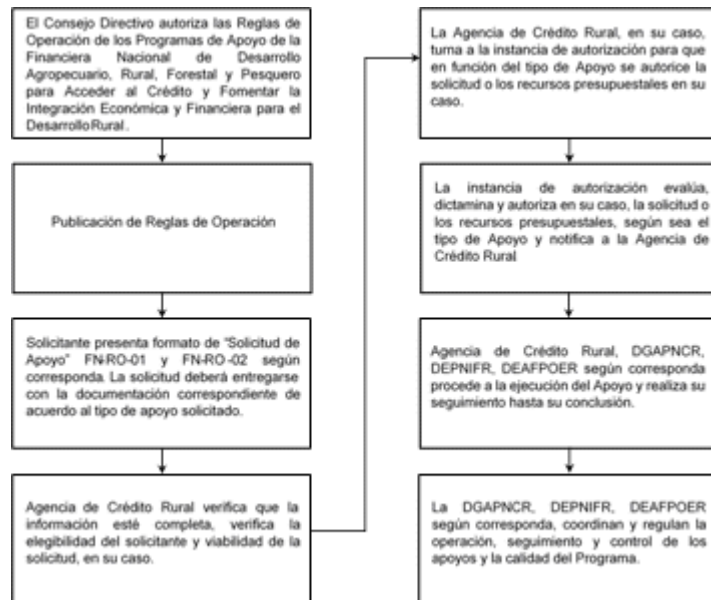 El Consejo Directivo autoriza las Reglas de
Operación de los Programas de Apoyo de la
Financiera Nacional de Desarrollo
Agropecuario, Rural, Forestal y Pesquero
para Acceder al Crédito y Fomentar la
Integración Económica y Financiera para el
DesarrolloRural.
Publicación de Reglas de Operación
Solicitante presenta formato de "Solicitud de
Apoyo" FN-RO-01 y FN-RO-02 según
corresponda. La solicitud deberá entregarse
con la documentación correspondiente de
acuerdo al tipo de apoyo solicitado.
Agencia de Crédito Rural verifica que la
información esté completa, verifica la
elegibilidad del solicitante y viabilidad de la
solicitud, en su caso.
La Agencia de Crédito Rural, en su caso,
turna a la instancia de autorización para que
en función del tipo de Apoyo se autorice la
solicitud o los recursos presupuestales en su
caso.
La instancia de autorización evalúa,
dictamina y autoriza en su caso, la solicitud o
los recursos presupuestales, según sea el
tipo de Apoyo y notifica a la Agencia de
Crédito Rural
Agencia de Crédito Rural, DGAPNCR,
DEPNIFR, DEAFPOER según corresponda
procede a la ejecución del Apoyo y realiza su
seguimiento hasta su conclusión.
La DGAPNCR, DEPNIFR, DEAFPOER
según corresponda, coordinan y regulan la
operación, seguimiento y control de los
apoyos y la calidad del Programa.